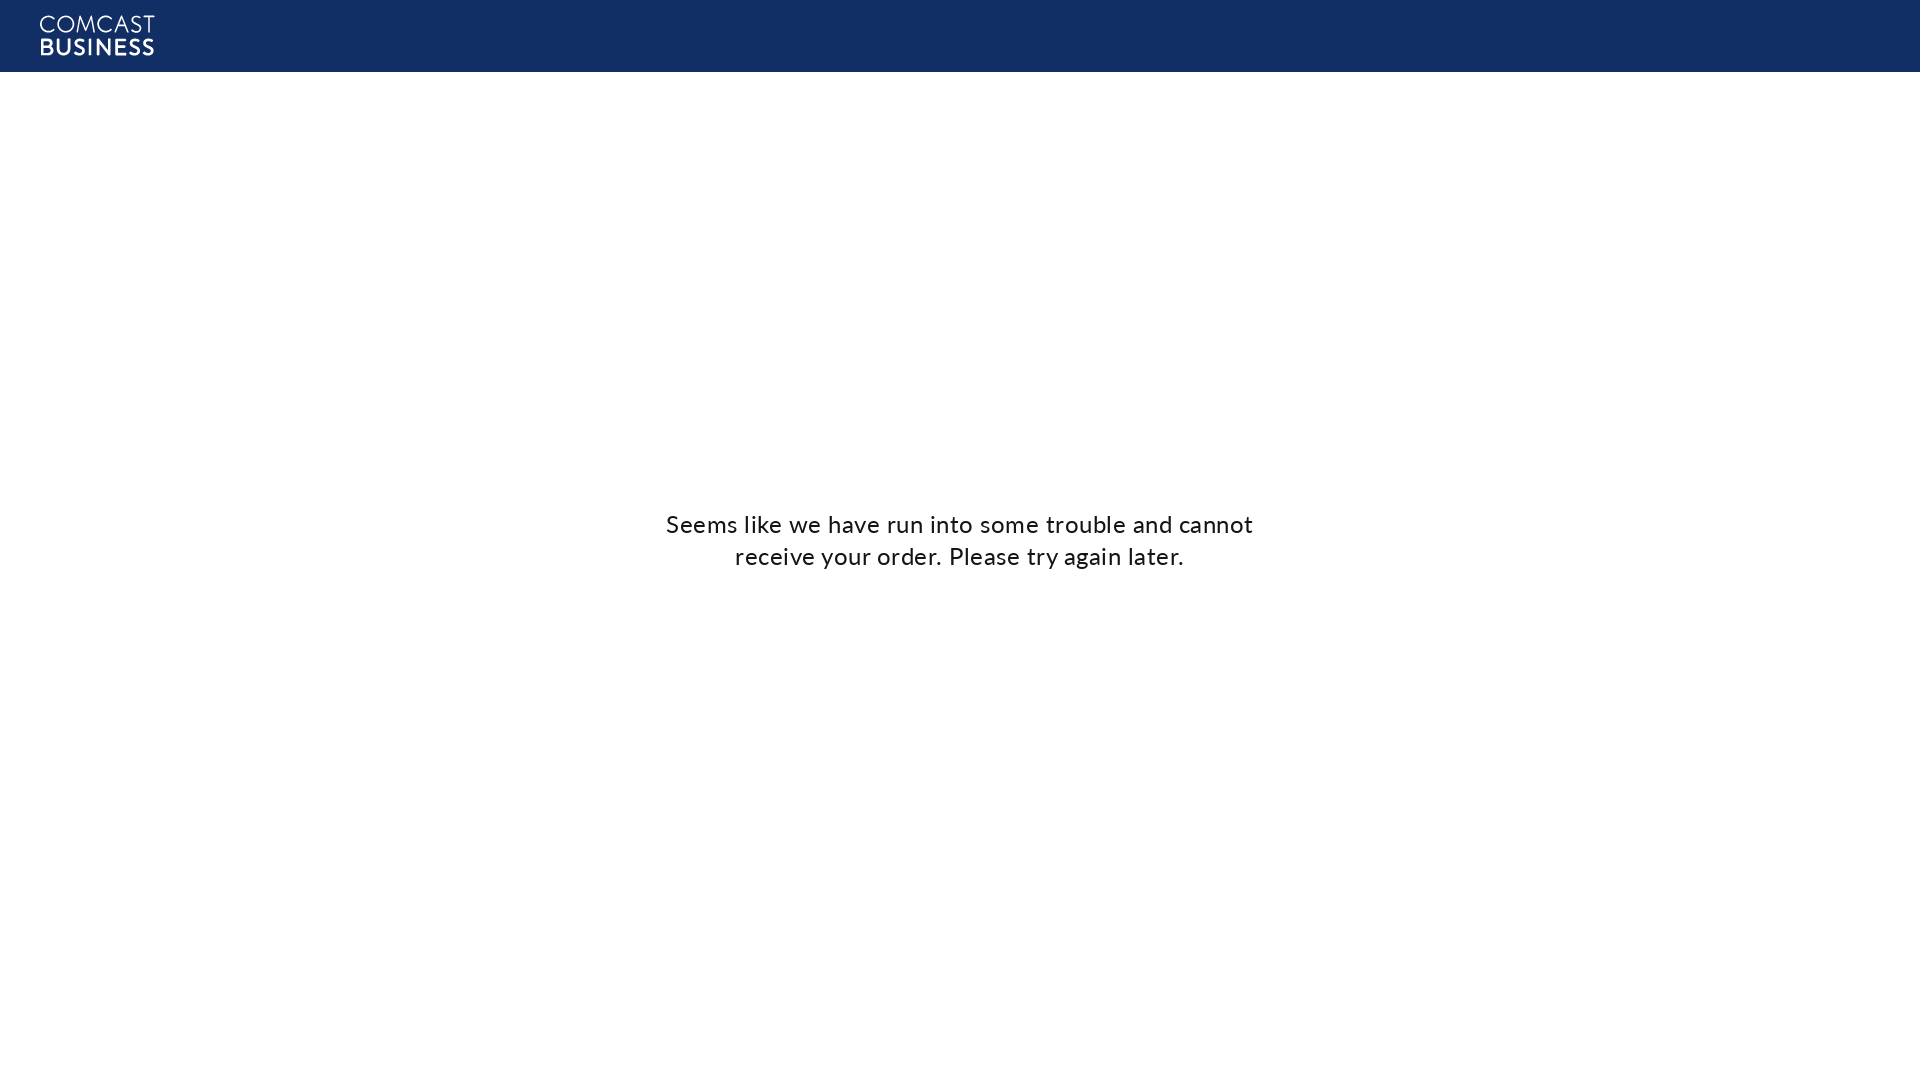 COMCAST
BUSINESS
Seems like we have run into some trouble and cannot
receive your order. Please try again later.